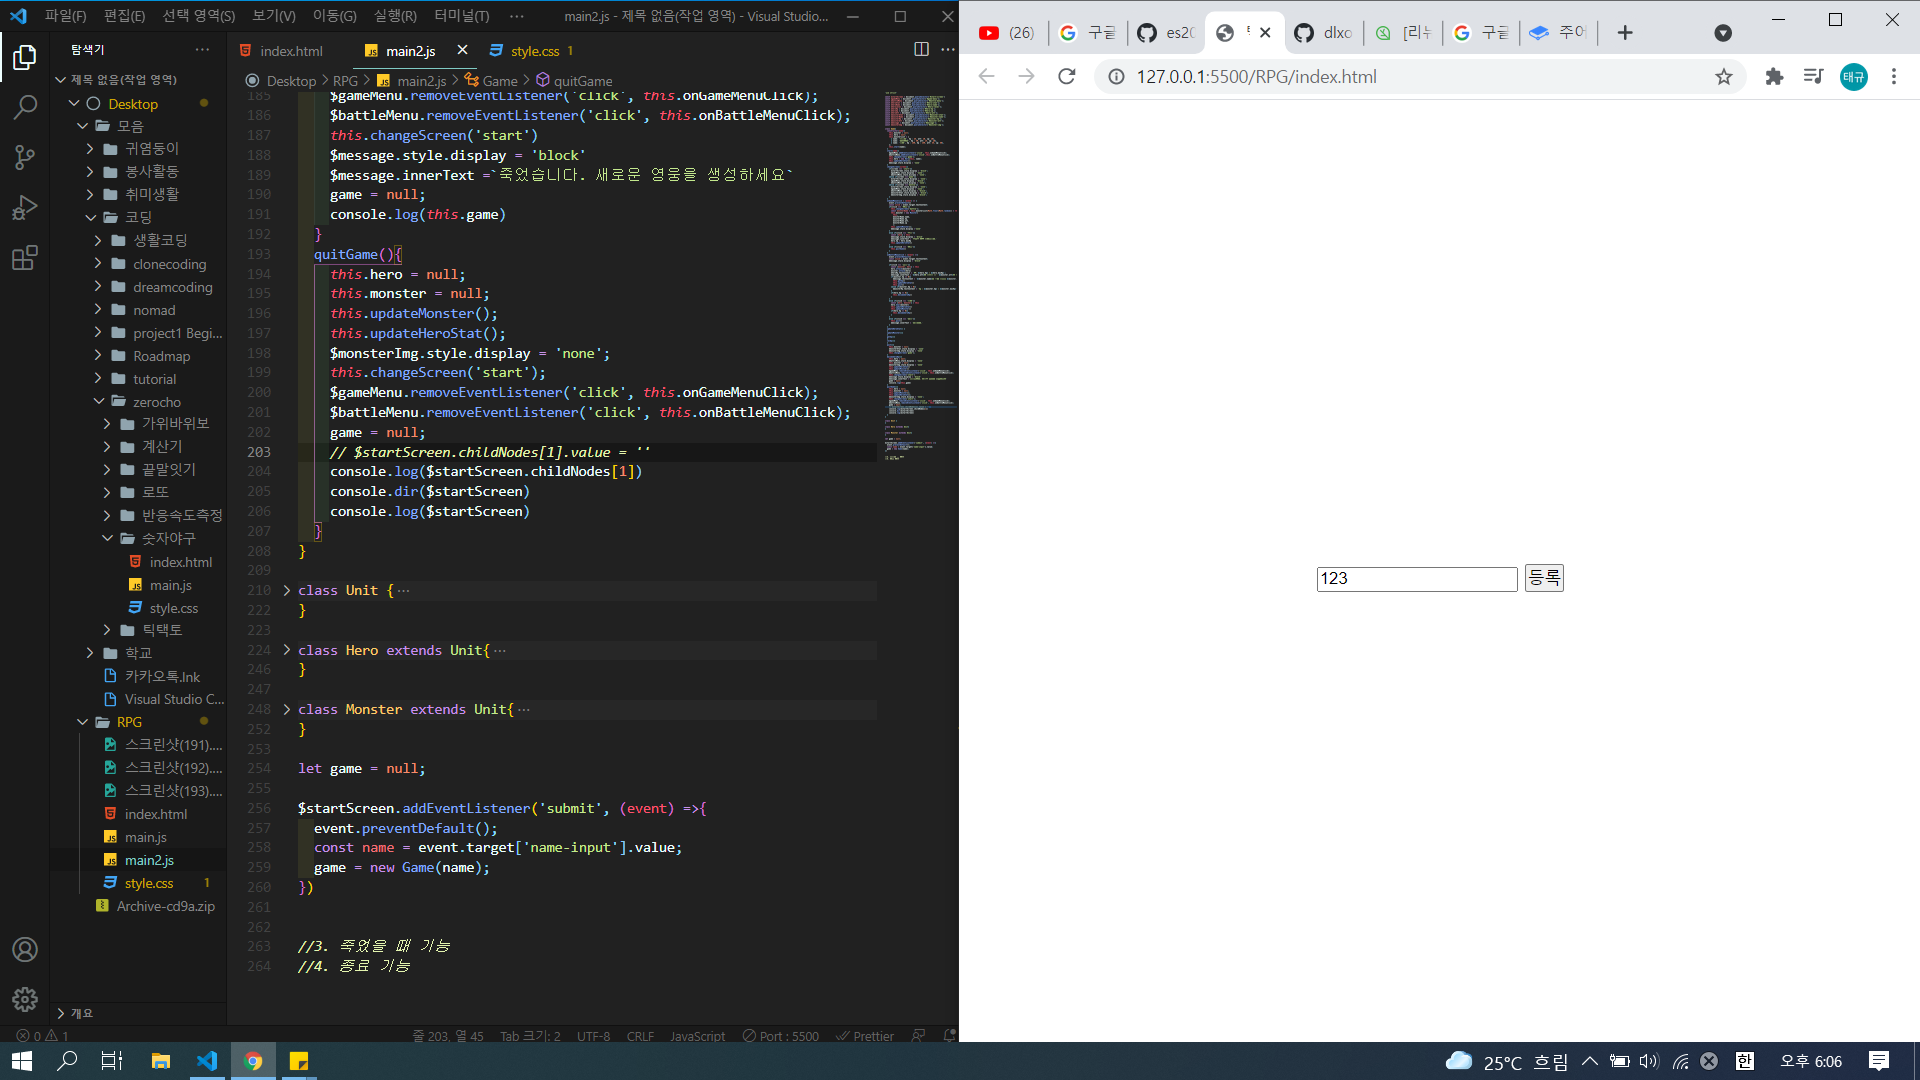 파일(F) 편집(E) 선택 영역(S) 보기(V) 이동(G) 실행(R) 터미널(T) ··· main2.js - 제목 없음(작업 영역) - Visual Studio...
탐색기 ···
제목 없음(작업 영역)
Desktop
모음
귀염둥이
봉사활동
취미생활
코딩
생활코딩
clonecoding
dreamcoding
nomad
project1 Begi...
Roadmap
tutorial
zerocho
가위바위보
계산기
끝말잇기
로또
반응속도측정
숫자야구
index.html
main.js
style.css
틱택토
학교
카카오톡.lnk
Visual Studio C...
RPG
스크린샷(191)....
스크린샷(192)....
스크린샷(193)....
index.html
main.js
main2.js
style.css 1
Archive-cd9a.zip
개요
index.html main2.js style.css 1
Desktop > RPG > main2.js > Game > quitGame
185 $gameMenu.removeEventListener('click', this.onGameMenuClick);
186 $battleMenu.removeEventListener('click', this.onBattleMenuClick);
187 this.changeScreen('start')
188 $message.style.display = 'block'
189 $message.innerText =`죽었습니다. 새로운 영웅을 생성하세요`
190 game = null;
191 console.log(this.game)
192 }
193 quitGame(){
194 this.hero = null;
195 this.monster = null;
196 this.updateMonster();
197 this.updateHeroStat();
198 $monsterImg.style.display = 'none';
199 this.changeScreen('start');
200 $gameMenu.removeEventListener('click', this.onGameMenuClick);
201 $battleMenu.removeEventListener('click', this.onBattleMenuClick);
202 game = null;
203 // $startScreen.childNodes[1].value = ''
204 console.log($startScreen.childNodes[1])
205 console.dir($startScreen)
206 console.log($startScreen)
207 }
208 }
209
210 class Unit {···
222 }
223
224 class Hero extends Unit{···
246 }
247
248 class Monster extends Unit{···
252 }
253
254 let game = null;
255
256 $startScreen.addEventListener('submit', (event) =>{
257 event.preventDefault();
258 const name = event.target['name-input'].value;
259 game = new Game(name);
260 })
261
262
263 //3. 죽었을 때 기능
264 //4. 종료 기능
0 1 줄 203, 열 45 Tab 크기: 2 UTF-8 CRLF JavaScript Port : 5500 Prettier
(26) 구글 es20 dlxo [리누 구글 주어
127.0.0.1:5500/RPG/index.html 태규
123 등록
25°C 흐림 한 오후 6:06